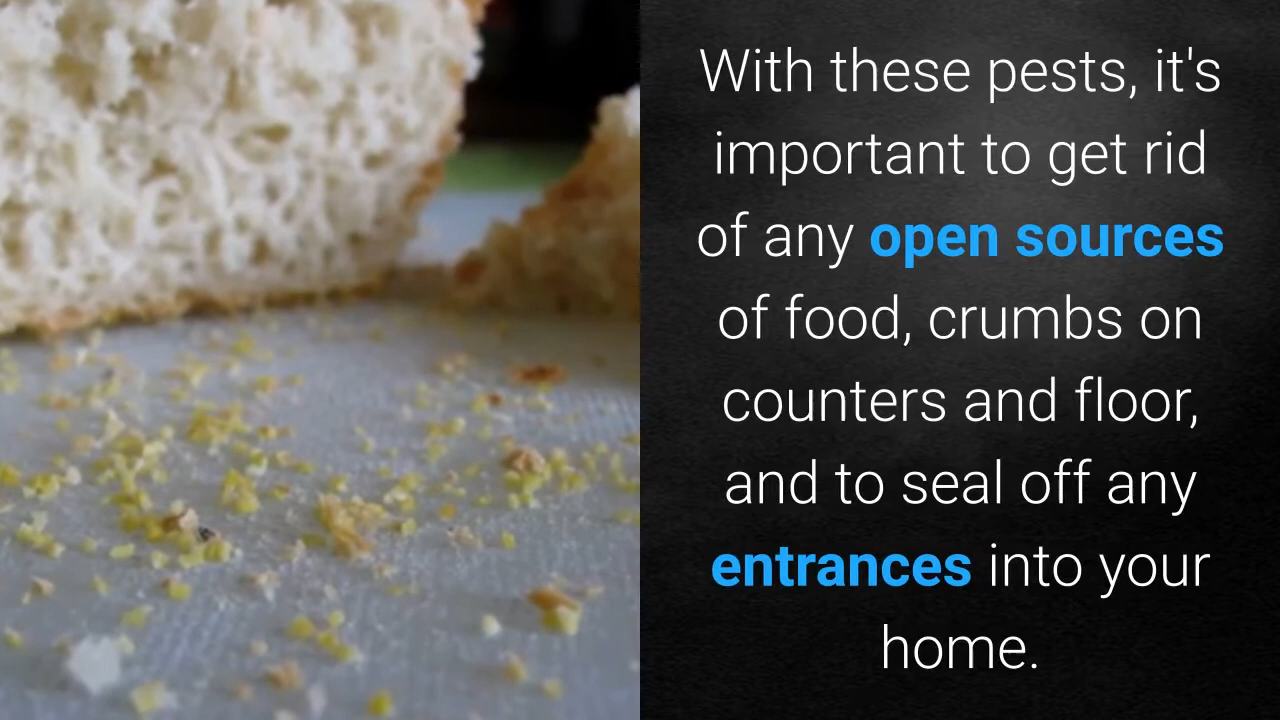 With these pests, it's
important to get rid
of any open sources
of food, crumbs on
counters and floor,
and to seal off any
entrances into your
home.